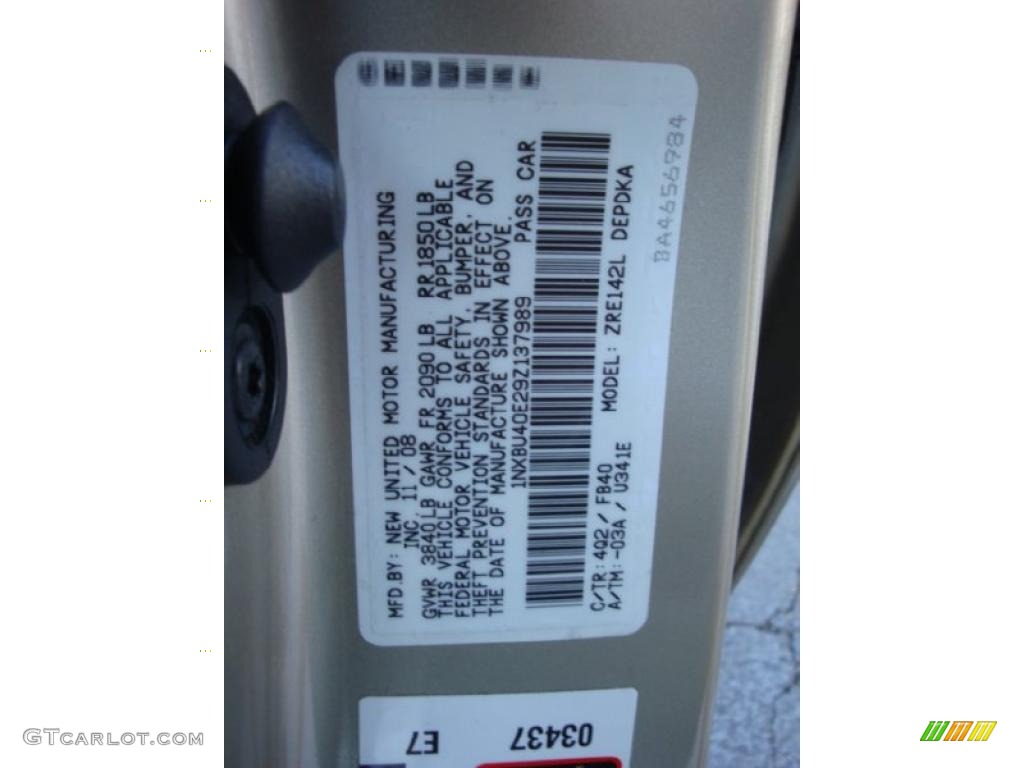 MFD.BY: NEW UNITED MOTOR MANUFACTURING
INC. 11 / 08
GVWR 3840LB GAWR FR 2090LB RR 1850LB
THIS VEHICLE CONFORMS TO ALL APPLICABLE
FEDERAL MOTOR VEHICLE SAFETY, BUMPER, AND
THEFT PREVENTION STANDARDS IN EFFECT ON
THE DATE OF MANUFACTURE SHOWN ABOVE.
1NXBU40E29Z137989 PASS CAR
C/TR: 4Q2 / FB40 MODEL: ZRE142L DEPDKA
A/TM: -03A / U341E
BA4656984
03437
E7
GTCARLOT.COM